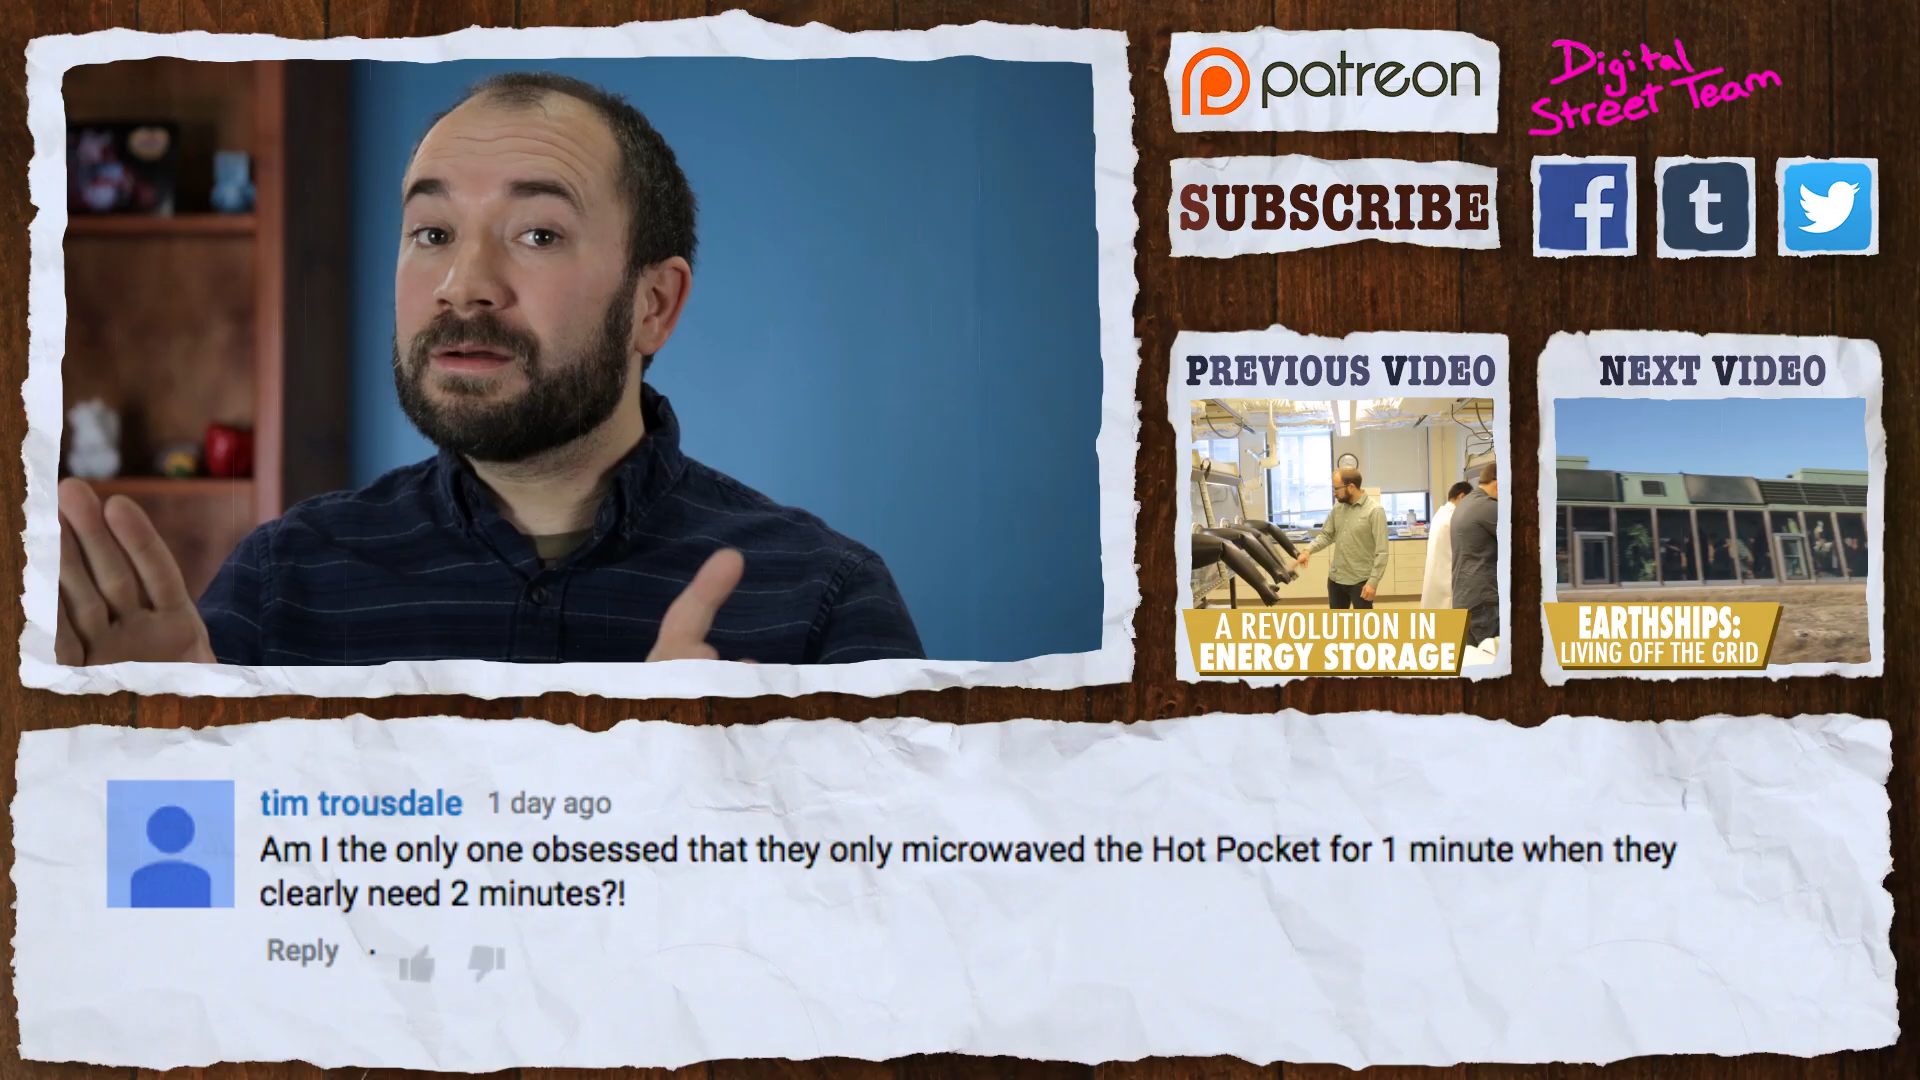 patreon
Digital
Street Team
SUBSCRIBE
f
t
PREVIOUS VIDEO
A REVOLUTION IN
ENERGY STORAGE
NEXT VIDEO
EARTHSHIPS:
LIVING OFF THE GRID
tim trousdale 1 day ago
Am I the only one obsessed that they only microwaved the Hot Pocket for 1 minute when they
clearly need 2 minutes?!
Reply ·